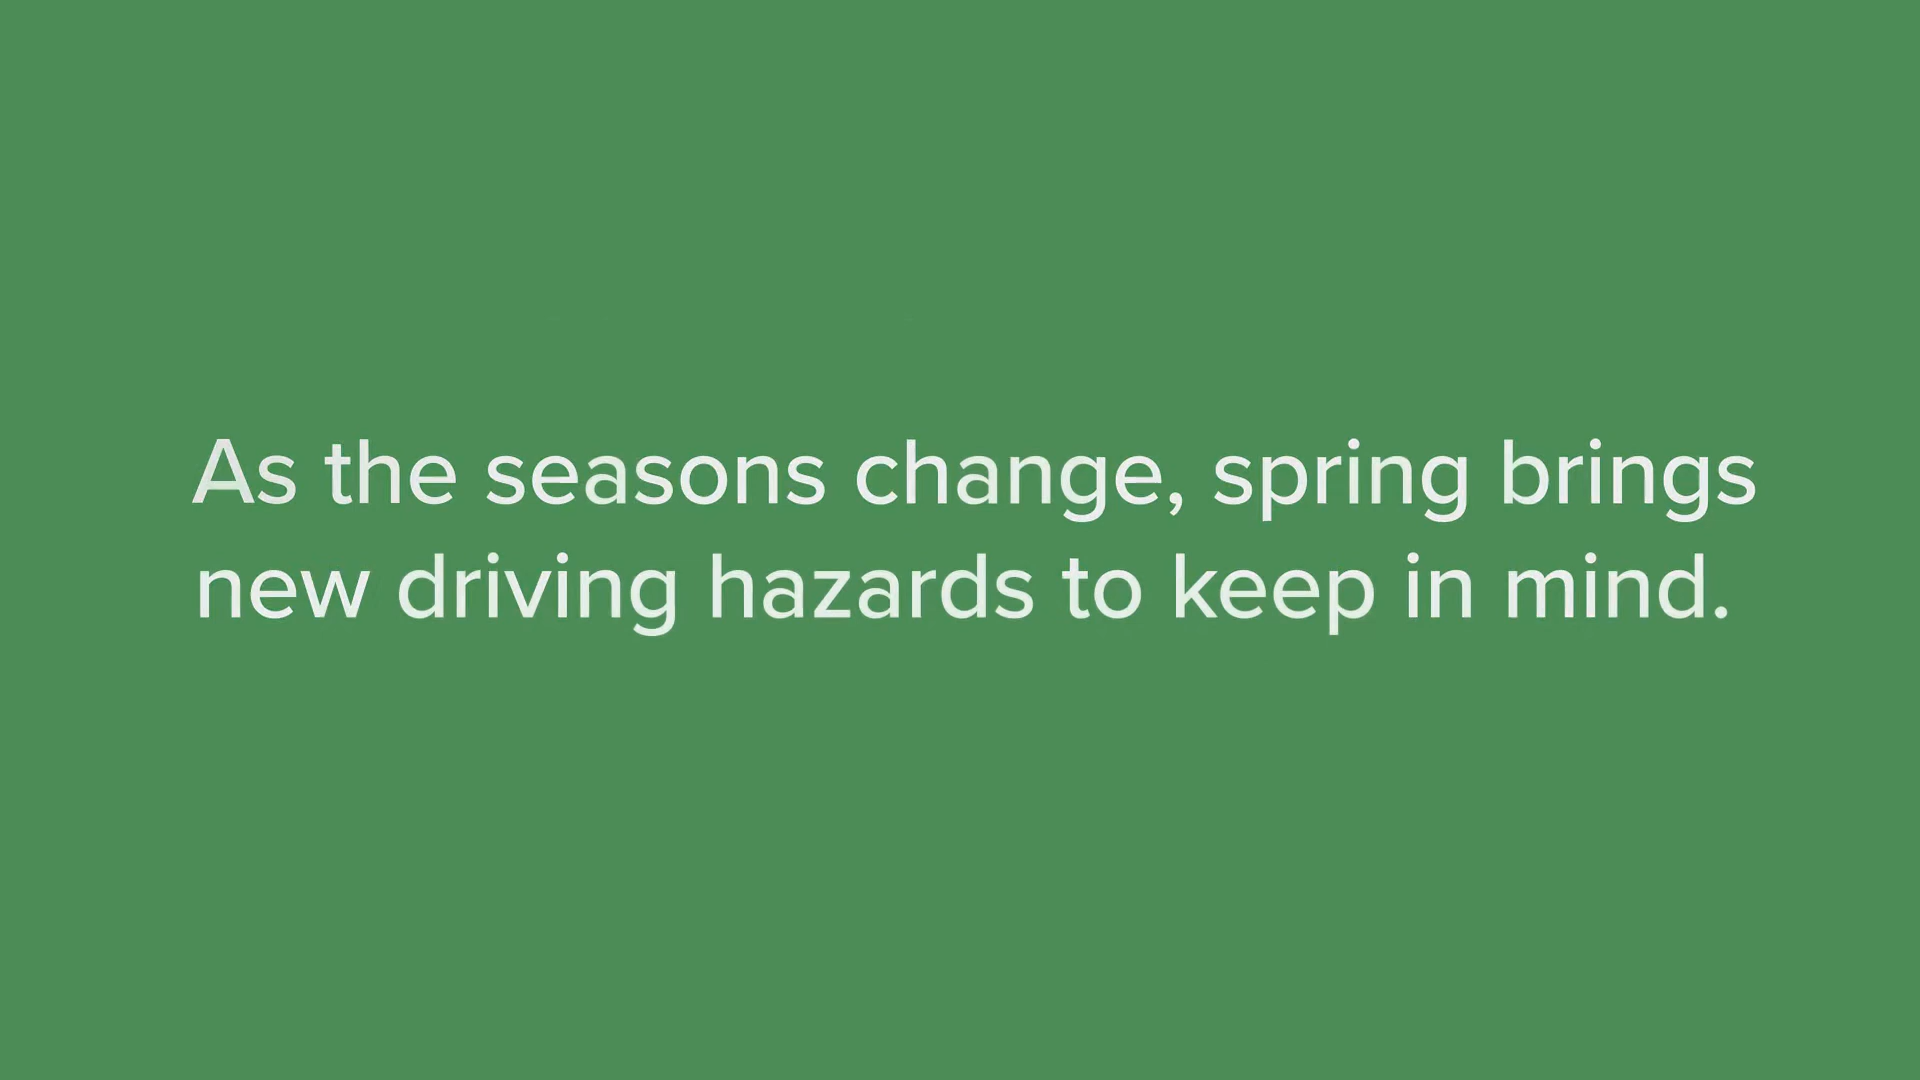 As the seasons change, spring brings
new driving hazards to keep in mind.